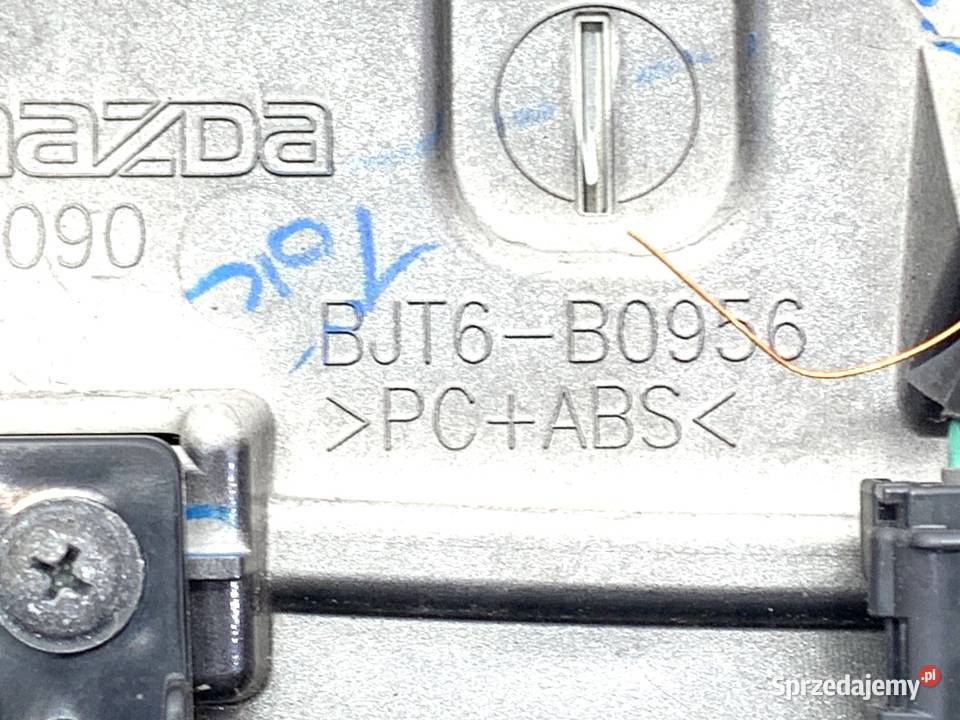 mazda
090
BJT6-B0956
>PC+ABS<
Sprzedajemy.pl